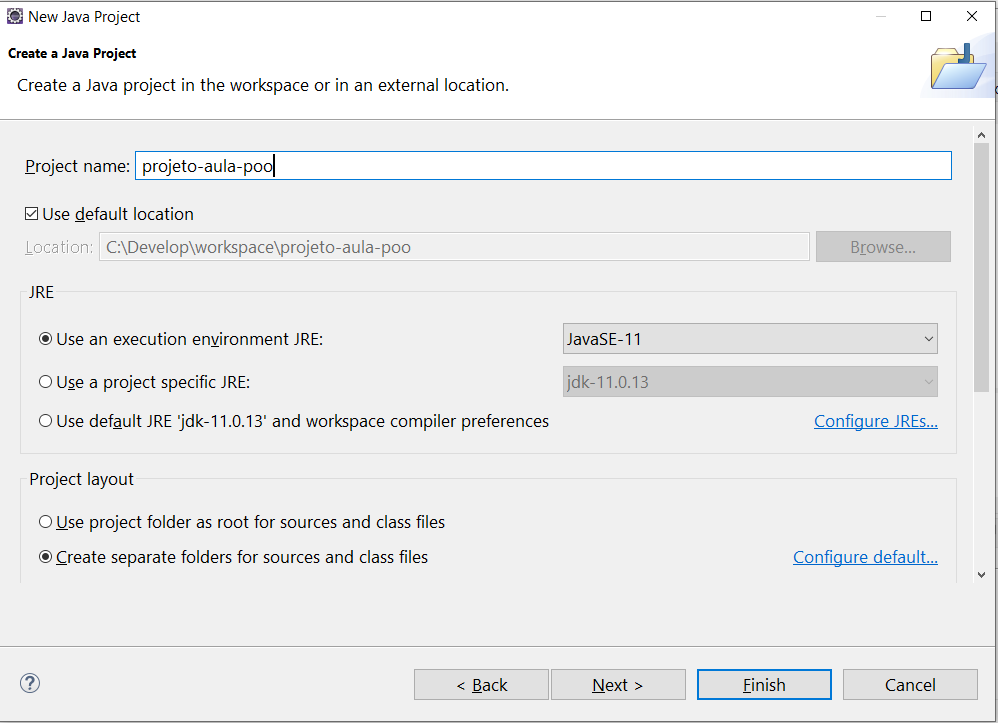 New Java Project
Create a Java Project
Create a Java project in the workspace or in an external location.
Project name: projeto-aula-poo
Use default location
Location: C:\Develop\workspace\projeto-aula-poo Browse...
JRE
Use an execution environment JRE: JavaSE-11
Use a project specific JRE: jdk-11.0.13
Use default JRE 'jdk-11.0.13' and workspace compiler preferences Configure JREs...
Project layout
Use project folder as root for sources and class files
Create separate folders for sources and class files Configure default...
? < Back Next > Finish Cancel